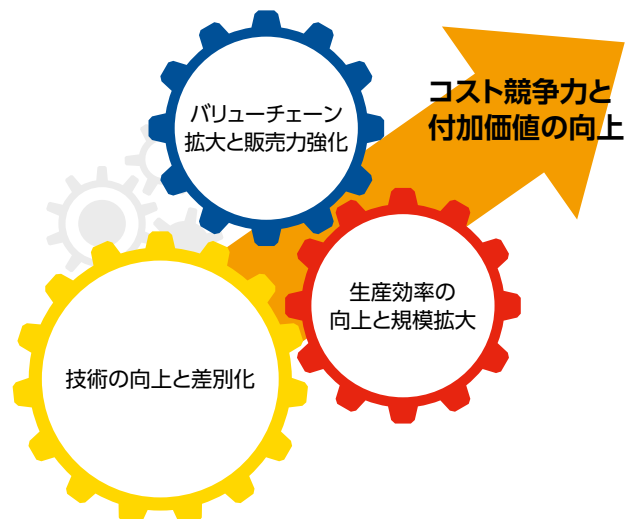 バリューチェーン
拡大と販売力強化
コスト競争力と
付加価値の向上
生産効率の
向上と規模拡大
技術の向上と差別化